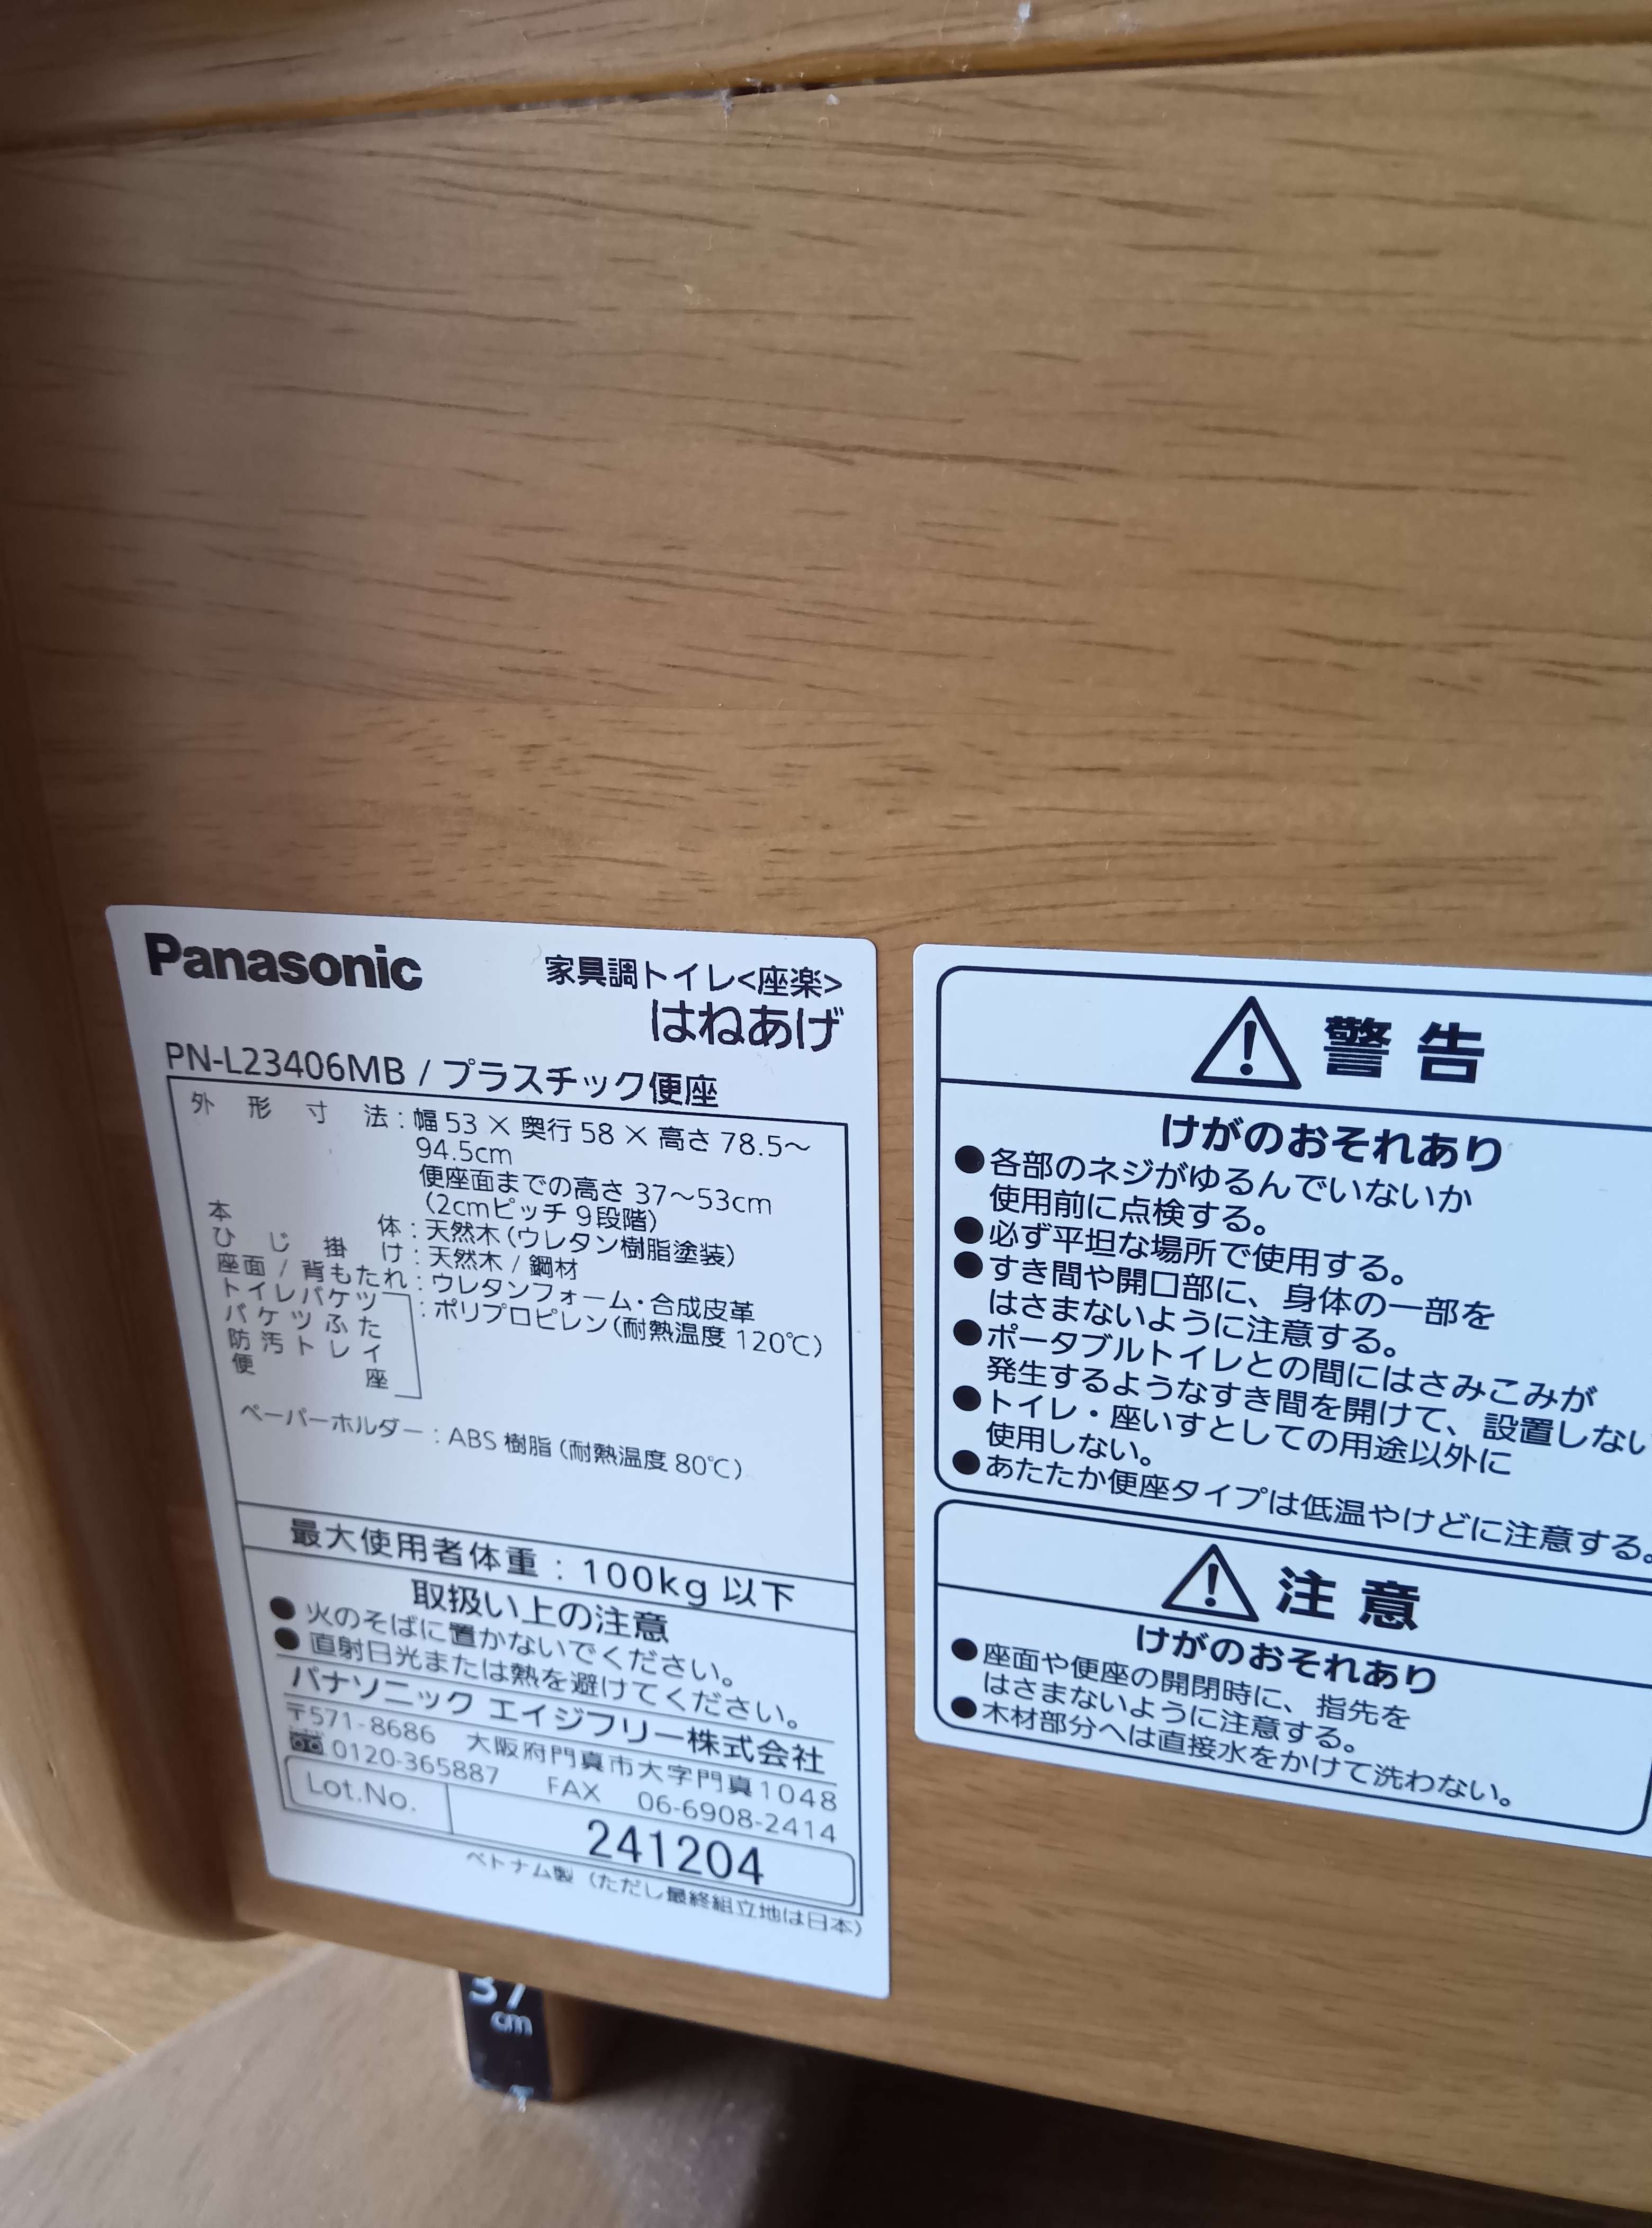 Panasonic
家具調トイレ<座楽>
はねあげ
PN-L23406MB / プラスチック便座
外形寸法：幅 53 × 奥行 58 × 高さ 78.5～
94.5cm
便座面までの高さ 37～53cm
（2cmピッチ 9段階）
本体：天然木（ウレタン樹脂塗装）
ひじ掛け：天然木 / 鋼材
座面 / 背もたれ：ウレタンフォーム・合成皮革
トイレバケツ：ポリプロピレン（耐熱温度 120℃）
バケツふた
防汚トレイ
便座
ペーパーホルダー：ABS 樹脂（耐熱温度 80℃）
最大使用者体重：100kg 以下
取扱い上の注意
●火のそばに置かないでください。
●直射日光または熱を避けてください。
パナソニック エイジフリー株式会社
〒571-8686 大阪府門真市大字門真1048
0120-365887 FAX 06-6908-2414
Lot.No. 241204
ベトナム製（ただし最終組立地は日本）
警告
けがのおそれあり
●各部のネジがゆるんでいないか
使用前に点検する。
●必ず平坦な場所で使用する。
●すき間や開口部に、身体の一部を
はさまないように注意する。
●ポータブルトイレとの間にはさみこみが
発生するようなすき間を開けて、設置しない
●トイレ・座いすとしての用途以外に
使用しない。
●あたたか便座タイプは低温やけどに注意する。
注意
けがのおそれあり
●座面や便座の開閉時に、指先を
はさまないように注意する。
●木材部分へは直接水をかけて洗わない。
37
cm